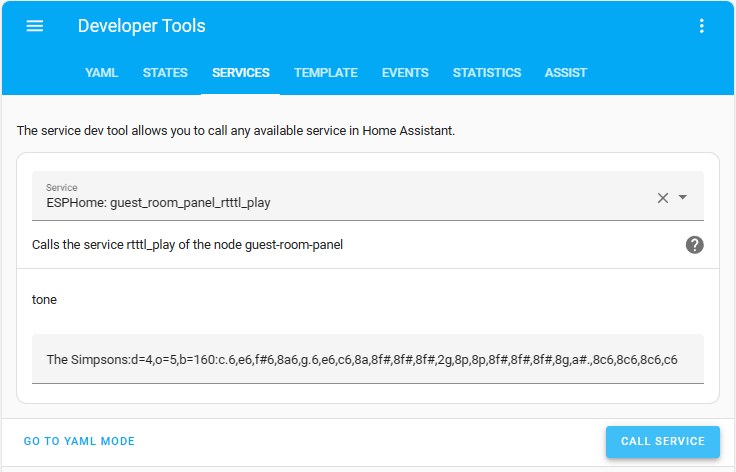 Developer Tools
YAML STATES SERVICES TEMPLATE EVENTS STATISTICS ASSIST
The service dev tool allows you to call any available service in Home Assistant.
Service
ESPHome: guest_room_panel_rtttl_play
Calls the service rtttl_play of the node guest-room-panel
tone
The Simpsons:d=4,o=5,b=160:c.6,e6,f#6,8a6,g.6,e6,c6,8a,8f#,8f#,8f#,2g,8p,8p,8f#,8f#,8f#,8g,a#.,8c6,8c6,8c6,c6
GO TO YAML MODE CALL SERVICE